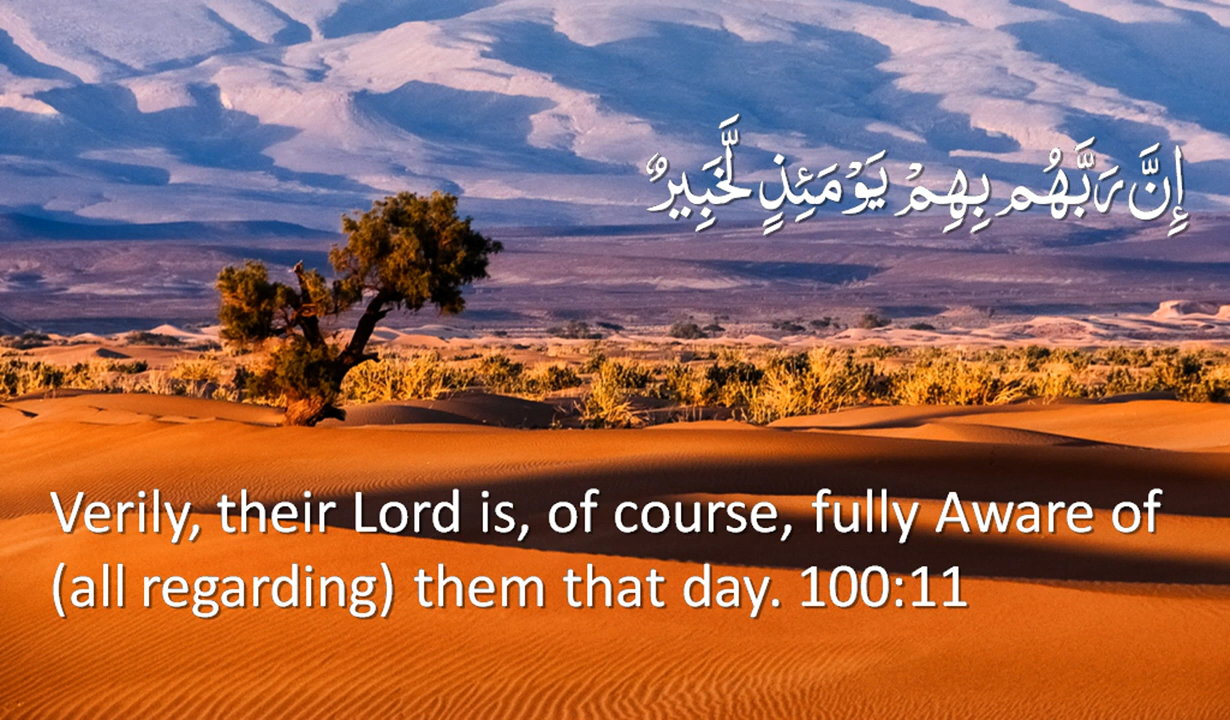 إِنَّ رَبَّهُم بِهِمْ يَوْمَئِذٍ لَّخَبِيرٌ
Verily, their Lord is, of course, fully Aware of
(all regarding) them that day. 100:11